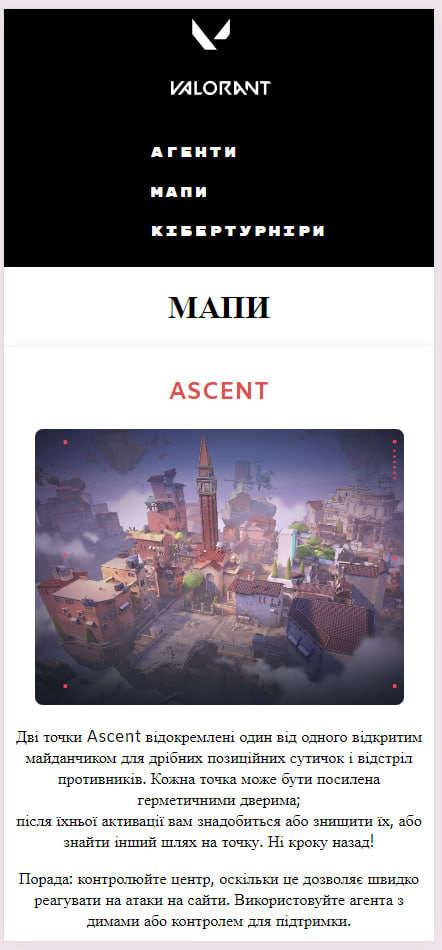 VALORANT
АГЕНТИ
МАПИ
КІБЕРТУРНІРИ
МАПИ
ASCENT
Дві точки Ascent відокремлені один від одного відкритим
майданчиком для дрібних позиційних сутичок і відстріл
противників. Кожна точка може бути посилена
герметичними дверима;
після їхньої активації вам знадобиться або знищити їх, або
знайти інший шлях на точку. Ні кроку назад!
Порада: контролюйте центр, оскільки це дозволяє швидко
реагувати на атаки на сайти. Використовуйте агента з
димами або контролем для підтримки.